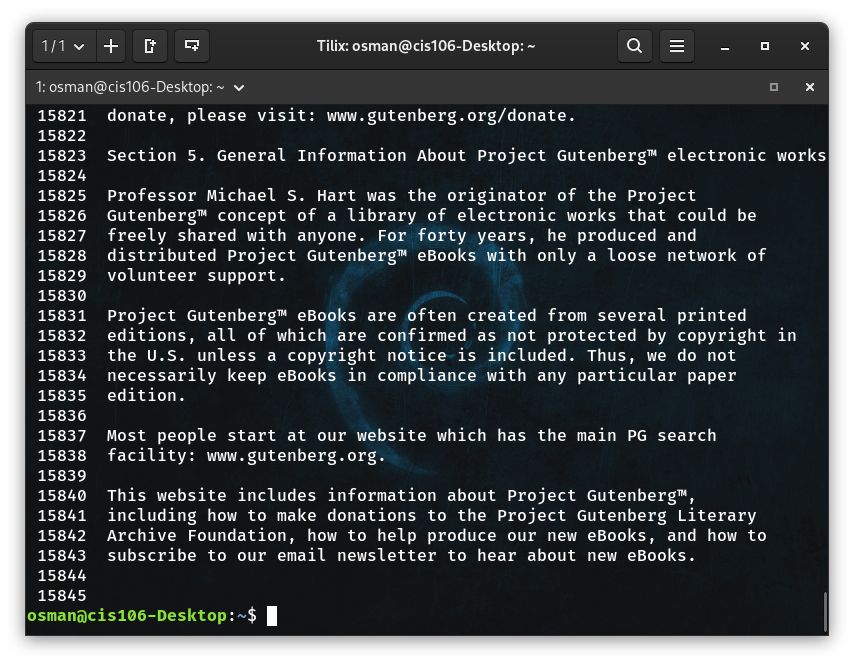 1 / 1
Tilix: osman@cis106-Desktop: ~
1: osman@cis106-Desktop: ~
15821  donate, please visit: www.gutenberg.org/donate.
15822
15823  Section 5. General Information About Project Gutenberg™ electronic works
15824
15825  Professor Michael S. Hart was the originator of the Project
15826  Gutenberg™ concept of a library of electronic works that could be
15827  freely shared with anyone. For forty years, he produced and
15828  distributed Project Gutenberg™ eBooks with only a loose network of
15829  volunteer support.
15830
15831  Project Gutenberg™ eBooks are often created from several printed
15832  editions, all of which are confirmed as not protected by copyright in
15833  the U.S. unless a copyright notice is included. Thus, we do not
15834  necessarily keep eBooks in compliance with any particular paper
15835  edition.
15836
15837  Most people start at our website which has the main PG search
15838  facility: www.gutenberg.org.
15839
15840  This website includes information about Project Gutenberg™,
15841  including how to make donations to the Project Gutenberg Literary
15842  Archive Foundation, how to help produce our new eBooks, and how to
15843  subscribe to our email newsletter to hear about new eBooks.
15844
15845
osman@cis106-Desktop:~$